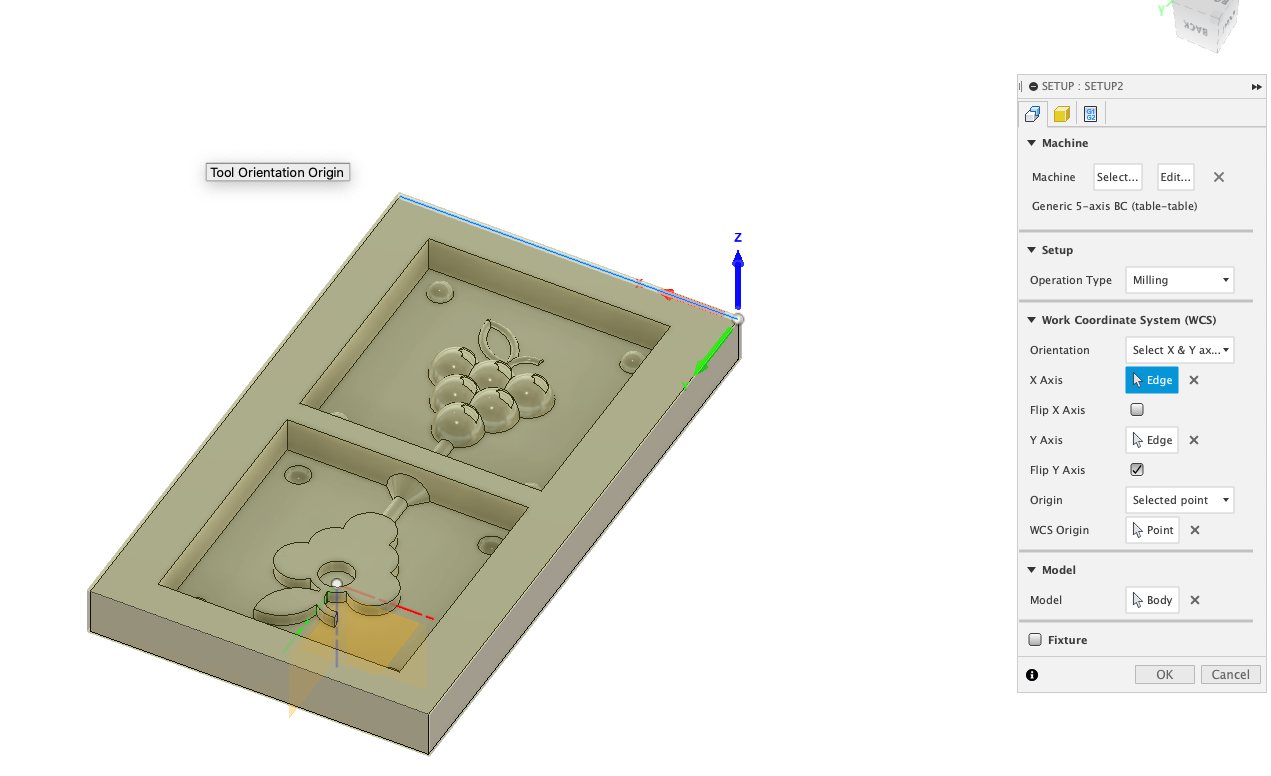 Y
BACK
SETUP : SETUP2
G1
G2
Machine
Machine Select... Edit...
Generic 5-axis BC (table-table)
Tool Orientation Origin
Setup
Operation Type Milling
Z
X
Y
Work Coordinate System (WCS)
Orientation Select X & Y ax...
X Axis Edge
Flip X Axis
Y Axis Edge
Flip Y Axis
Origin Selected point
WCS Origin Point
Model
Model Body
Fixture
OK Cancel